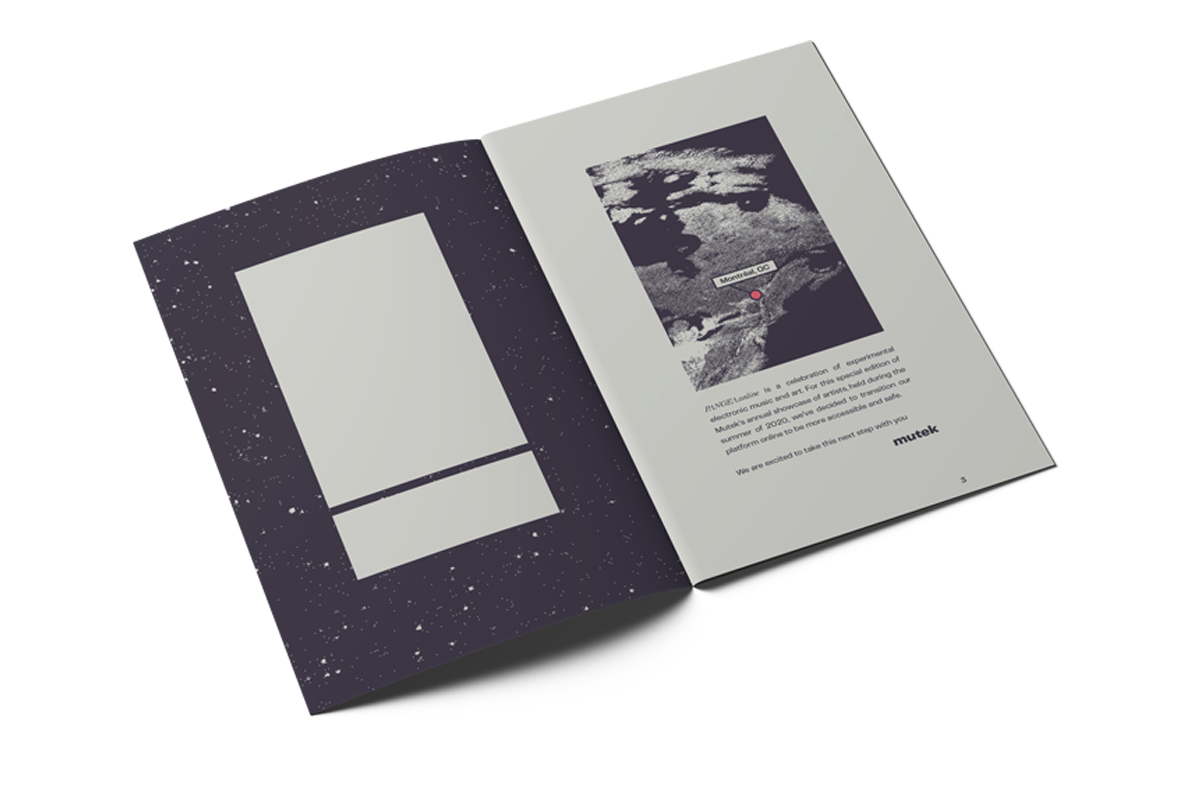 Montréal, QC
PANGEAonline is a celebration of experimental
electronic music and art. For this special edition of
Mutek's annual showcase of artists, held during the
summer of 2020, we've decided to transition our
platform online to be more accessible and safe.
We are excited to take this next step with you
mutek
3